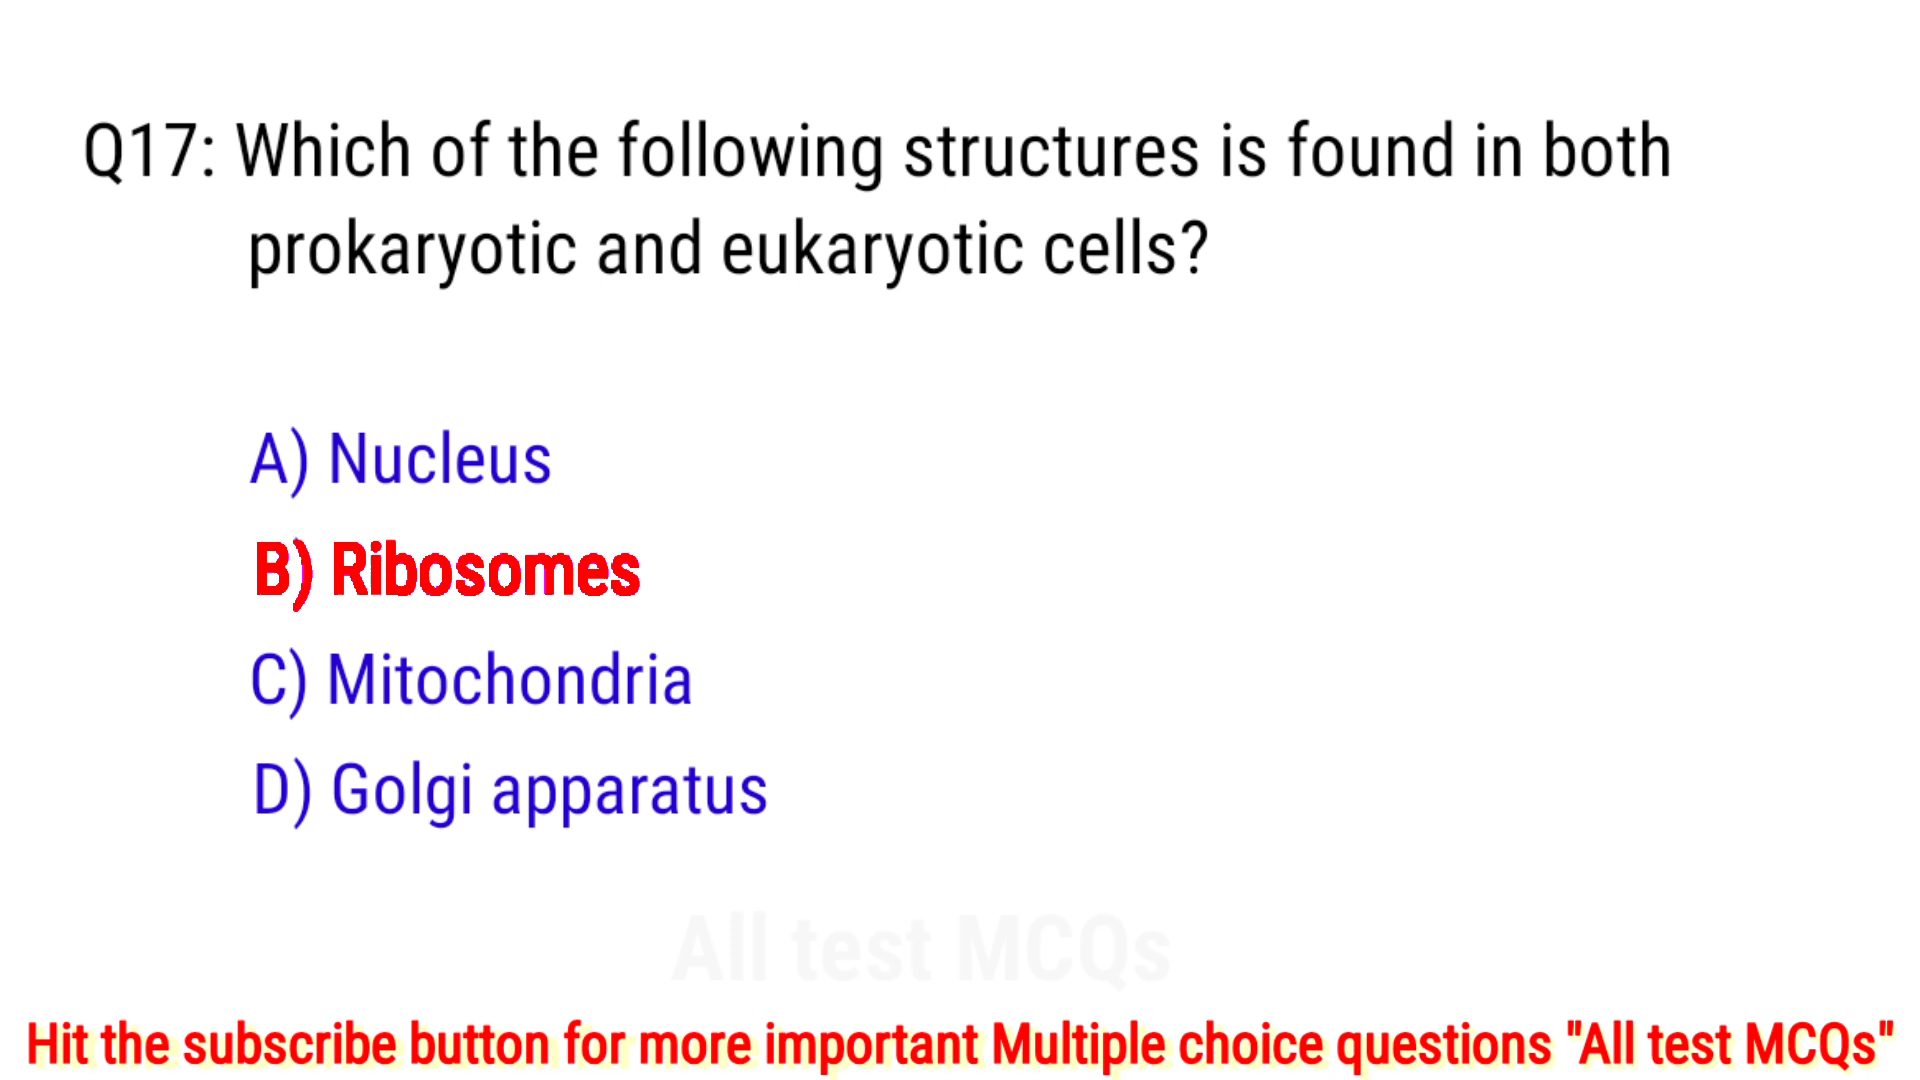 Q17: Which of the following structures is found in both
prokaryotic and eukaryotic cells?
A) Nucleus
B) Ribosomes
C) Mitochondria
D) Golgi apparatus
All test MCQs
Hit the subscribe button for more important Multiple choice questions "All test MCQs"